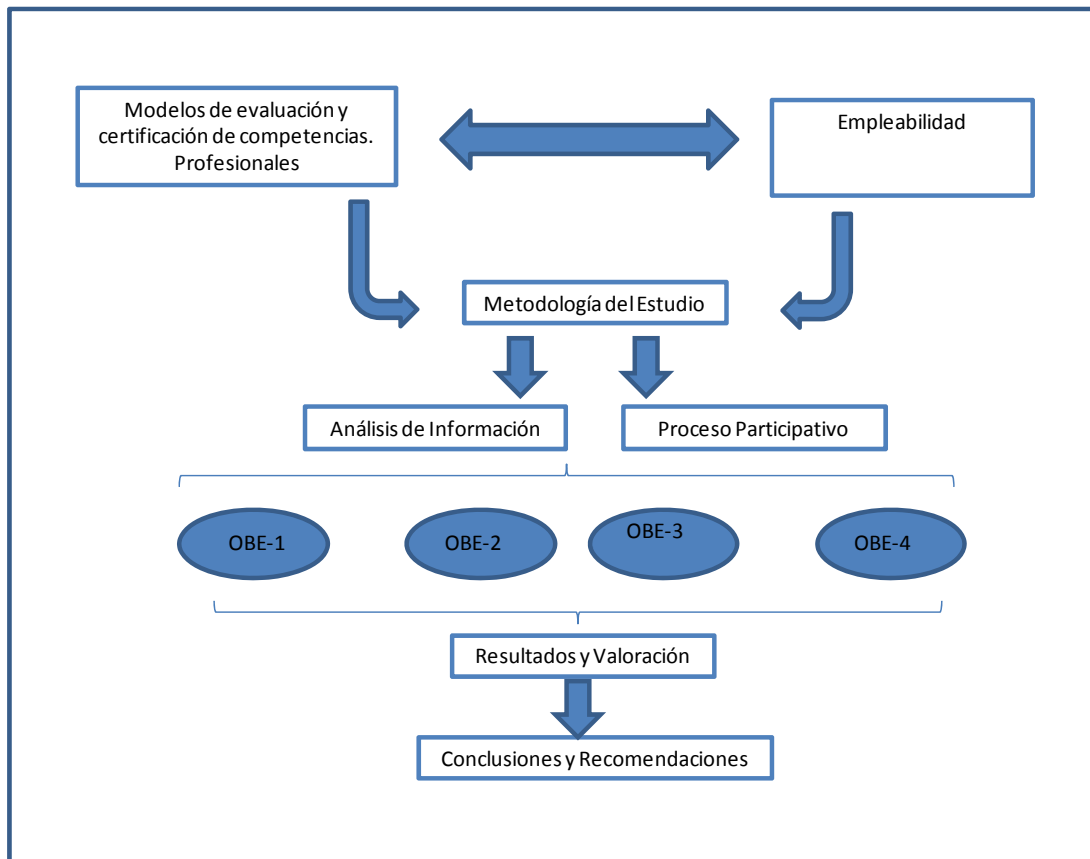 Modelos de evaluación y
certificación de competencias.
Profesionales
Empleabilidad
Metodología del Estudio
Análisis de Información
Proceso Participativo
OBE-1
OBE-2
OBE-3
OBE-4
Resultados y Valoración
Conclusiones y Recomendaciones